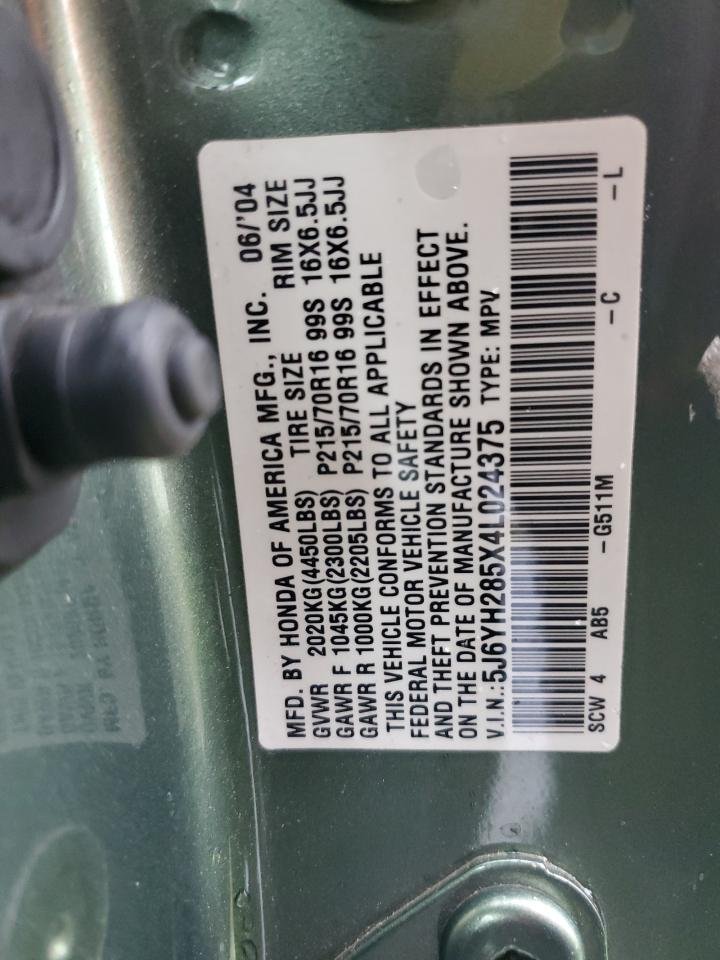 MFD. BY HONDA OF AMERICA MFG., INC. 06/'04
GVWR 2020KG(4450LBS) TIRE SIZE RIM SIZE
GAWR F 1045KG(2300LBS) P215/70R16 99S 16X6.5JJ
GAWR R 1000KG(2205LBS) P215/70R16 99S 16X6.5JJ
THIS VEHICLE CONFORMS TO ALL APPLICABLE
FEDERAL MOTOR VEHICLE SAFETY
AND THEFT PREVENTION STANDARDS IN EFFECT
ON THE DATE OF MANUFACTURE SHOWN ABOVE.
V.I.N.:5J6YH285X4L024375 TYPE: MPV
SCW 4 AB5 -G511M -C -L